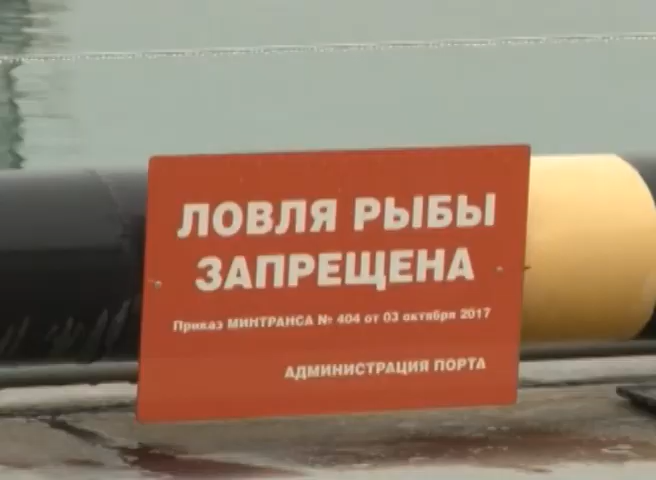 ЛОВЛЯ РЫБЫ
ЗАПРЕЩЕНА
Приказ МИНТРАНСА № 404 от 03 октября 2017
АДМИНИСТРАЦИЯ ПОРТА